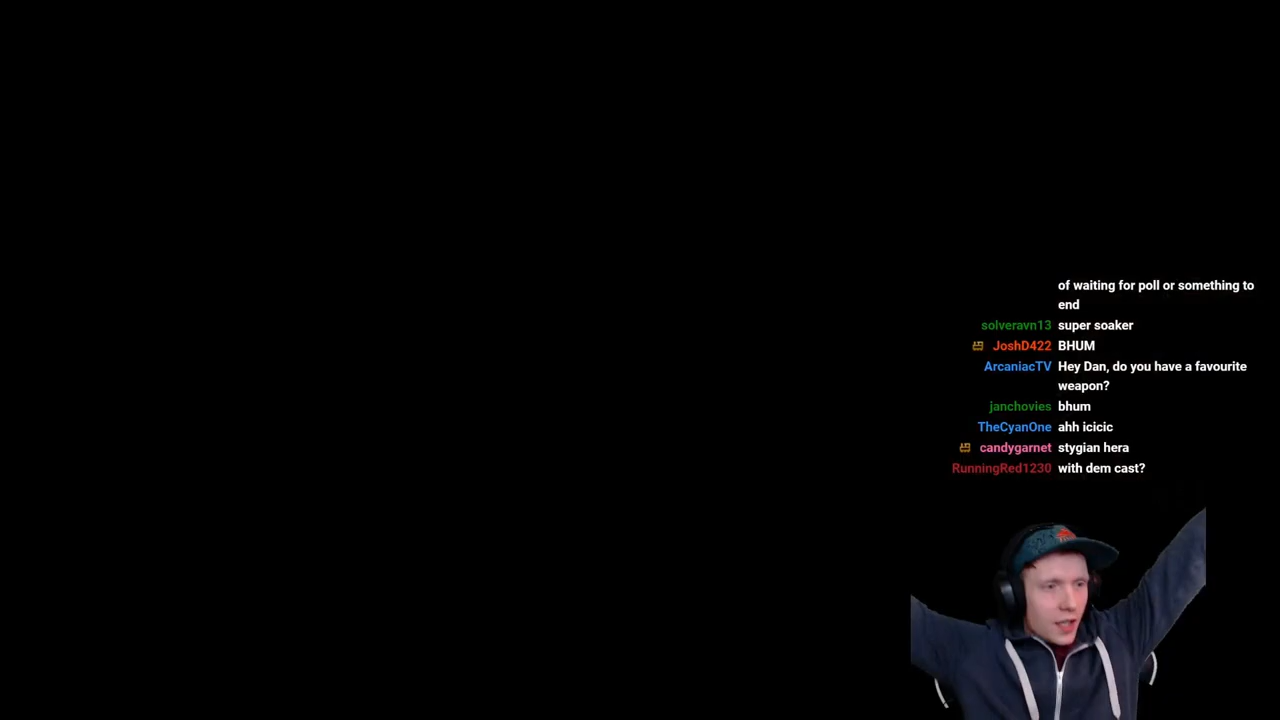 of waiting for poll or something to
end
solveravn13 super soaker
JoshD422 BHUM
ArcaniacTV Hey Dan, do you have a favourite
weapon?
janchovies bhum
TheCyanOne ahh icicic
candygarnet stygian hera
RunningRed1230 with dem cast?